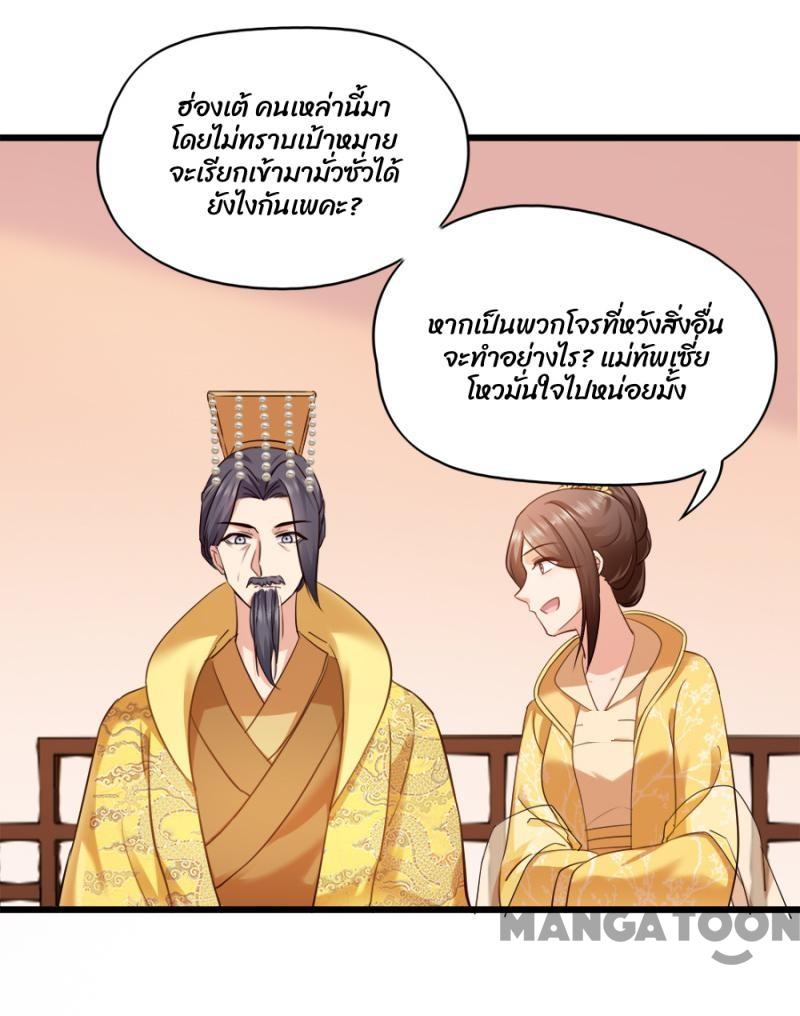 ฮ่องเต้ คนเหล่านี้มา
โดยไม่ทราบเป้าหมาย
จะเรียกเข้ามามั่วซั่วได้
ยังไงกันเพคะ?
หากเป็นพวกโจรที่หวังสิ่งอื่น
จะทำอย่างไร? แม่ทัพเซี่ย
โหวมั่นใจไปหน่อยมั้ง
MANGATOON